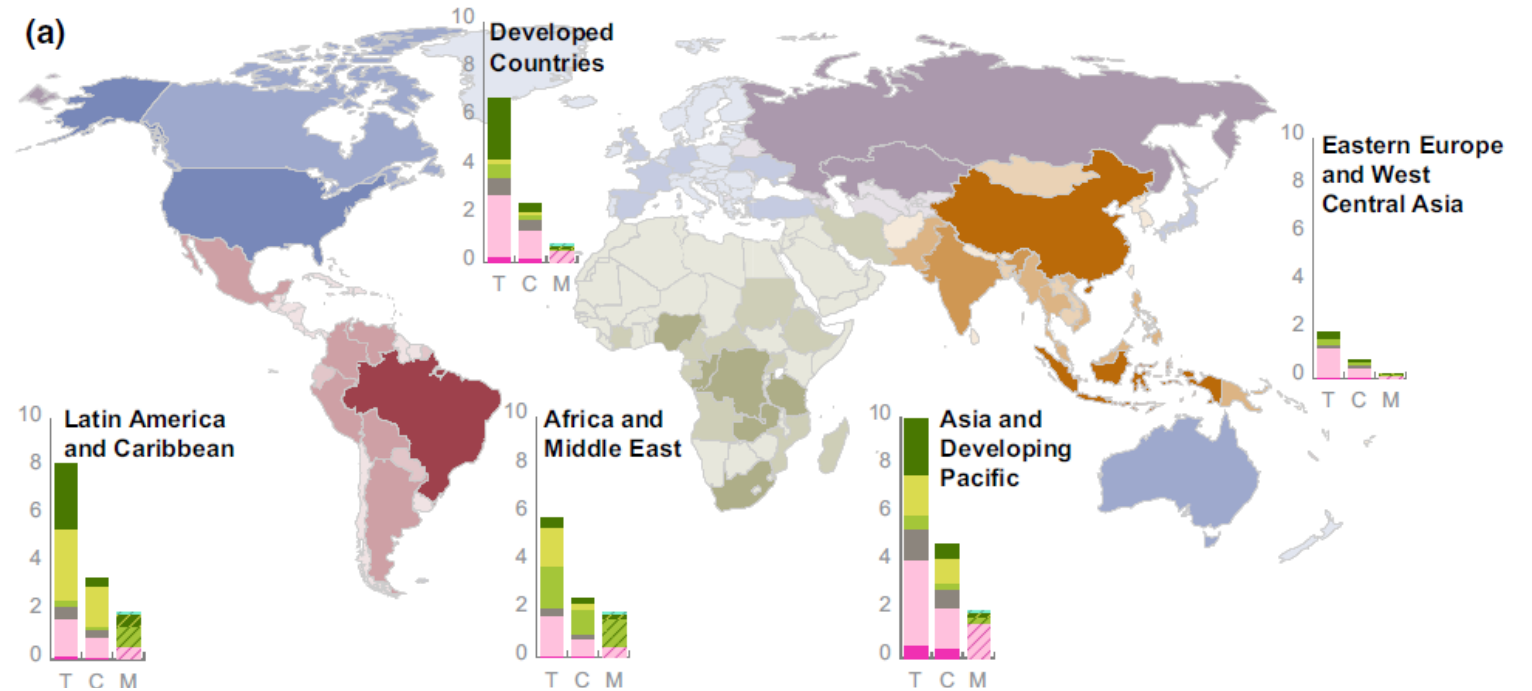 (a)
10
8
6
4
2
0
Developed
Countries
T C M
10
8
6
4
2
0
Eastern Europe
and West
Central Asia
T C M
10
8
6
4
2
0
Latin America
and Caribbean
T C M
10
8
6
4
2
0
Africa and
Middle East
T C M
10
8
6
4
2
0
Asia and
Developing
Pacific
T C M